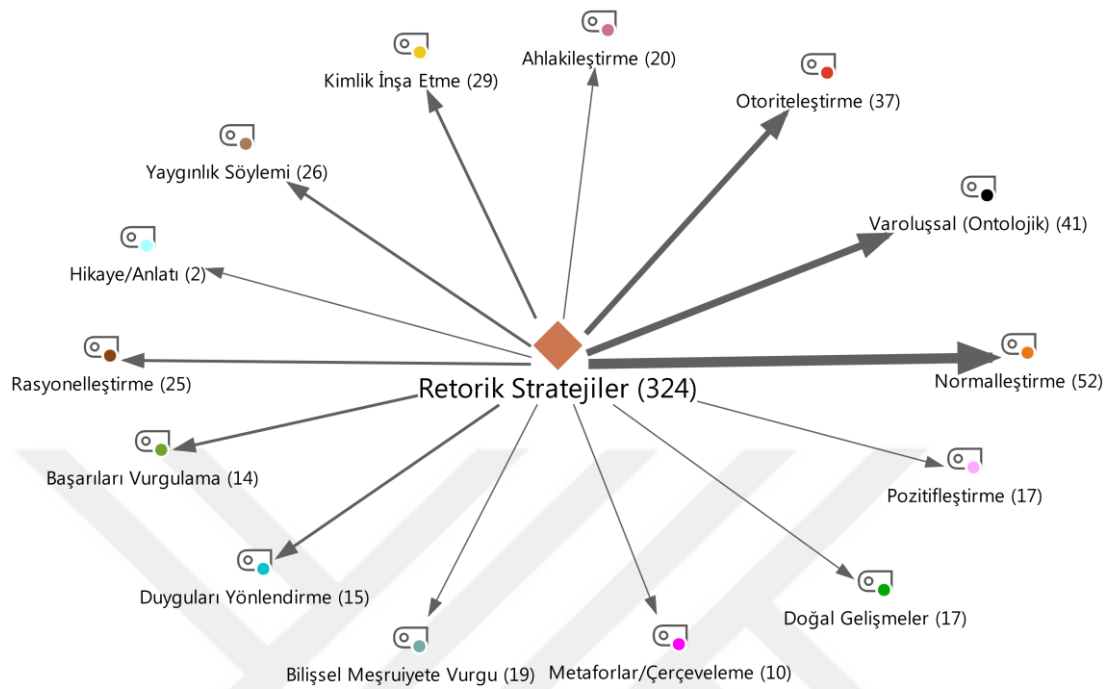 Ahlakileştirme (20)
Kimlik İnşa Etme (29)
Otoriteleştirme (37)
Yaygınlık Söylemi (26)
Varoluşsal (Ontolojik) (41)
Hikaye/Anlatı (2)
Rasyonelleştirme (25)
Normalleştirme (52)
Retorik Stratejiler (324)
Başarıları Vurgulama (14)
Pozitifleştirme (17)
Duyguları Yönlendirme (15)
Doğal Gelişmeler (17)
Bilişsel Meşruiyete Vurgu (19)
Metaforlar/Çerçeveleme (10)